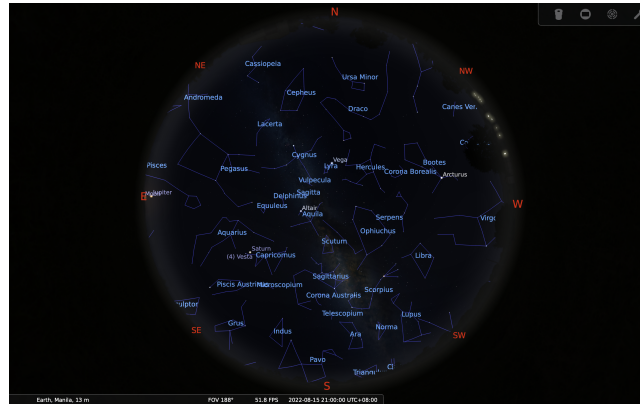 N
NE
Cassiopeia
Ursa Minor
NW
Cepheus
Andromeda
Draco
Canes Ver.
Lacerta
Cygnus
Vega
Bootes
Pisces
Pegasus
Lyra
Hercules
Corona Borealis
Arcturus
Vulpecula
E
Jupiter
Delphinus
Sagitta
W
Equuleus
Altair
Aquila
Serpens
Virgo
Aquarius
Ophiuchus
Scutum
Saturn
(4) Vesta
Capricornus
Libra
Sagittarius
Piscis Austrinus
Microscopium
Scorpius
Corona Australis
Sculptor
Telescopium
Lupus
Grus
Indus
Norma
SE
Ara
SW
Pavo
S
Earth, Manila, 13 m
FOV 188°
51.8 FPS
2022-08-15 21:00:00 UTC+08:00